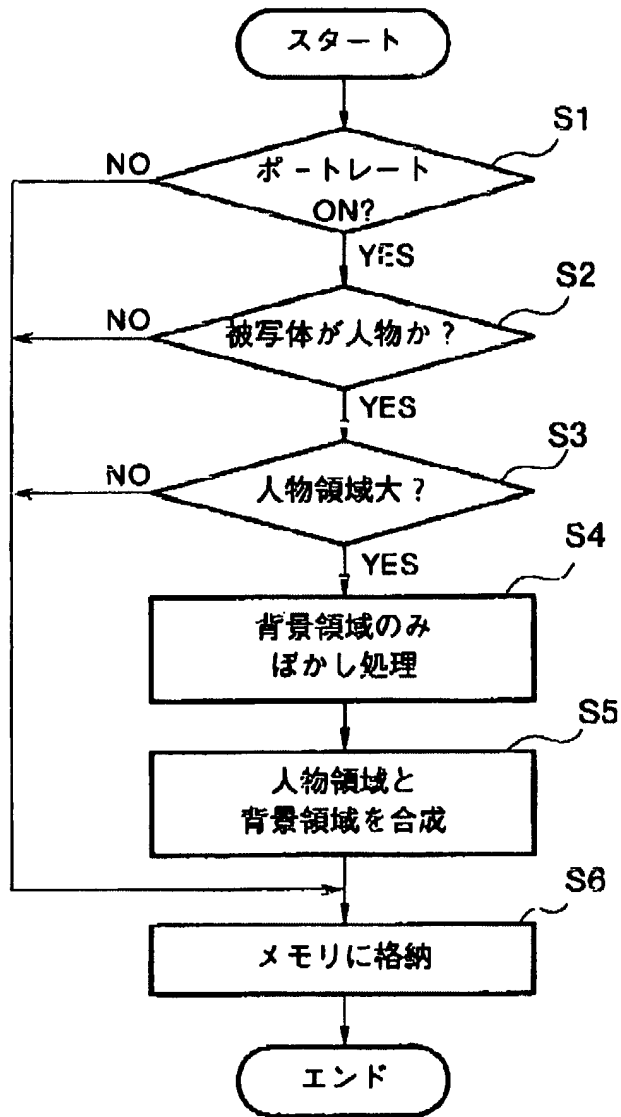 スタート
S1
NO
ポートレート
ON?
YES
S2
NO
被写体が人物か?
YES
S3
NO
人物領域大?
YES
S4
背景領域のみ
ぼかし処理
S5
人物領域と
背景領域を合成
S6
メモリに格納
エンド